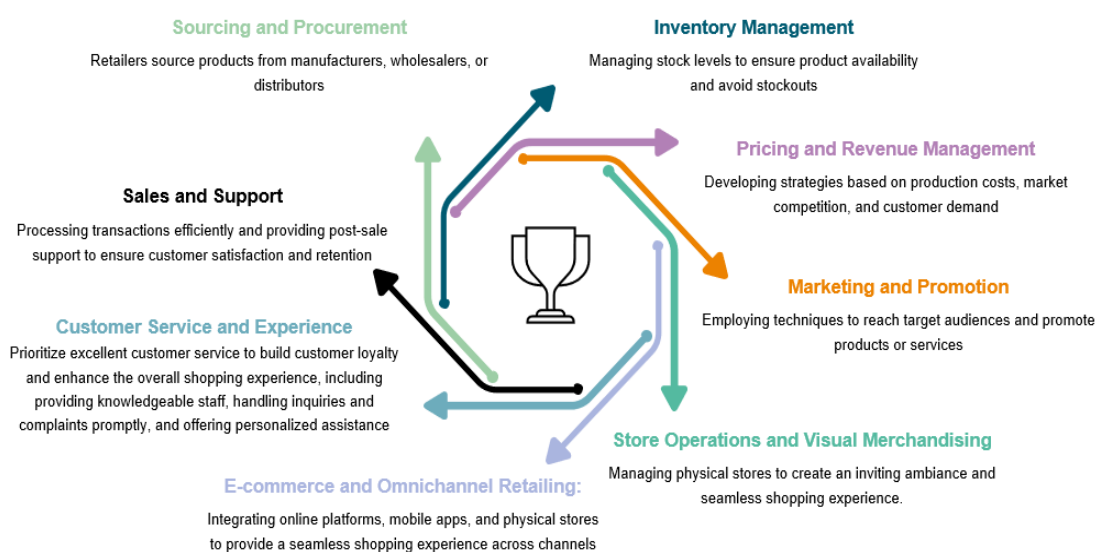 Sourcing and Procurement
Retailers source products from manufacturers, wholesalers, or
distributors
Inventory Management
Managing stock levels to ensure product availability
and avoid stockouts
Pricing and Revenue Management
Developing strategies based on production costs, market
competition, and customer demand
Marketing and Promotion
Employing techniques to reach target audiences and promote
products or services
Store Operations and Visual Merchandising
Managing physical stores to create an inviting ambiance and
seamless shopping experience.
E-commerce and Omnichannel Retailing:
Integrating online platforms, mobile apps, and physical stores
to provide a seamless shopping experience across channels
Customer Service and Experience
Prioritize excellent customer service to build customer loyalty
and enhance the overall shopping experience, including
providing knowledgeable staff, handling inquiries and
complaints promptly, and offering personalized assistance
Sales and Support
Processing transactions efficiently and providing post-sale
support to ensure customer satisfaction and retention